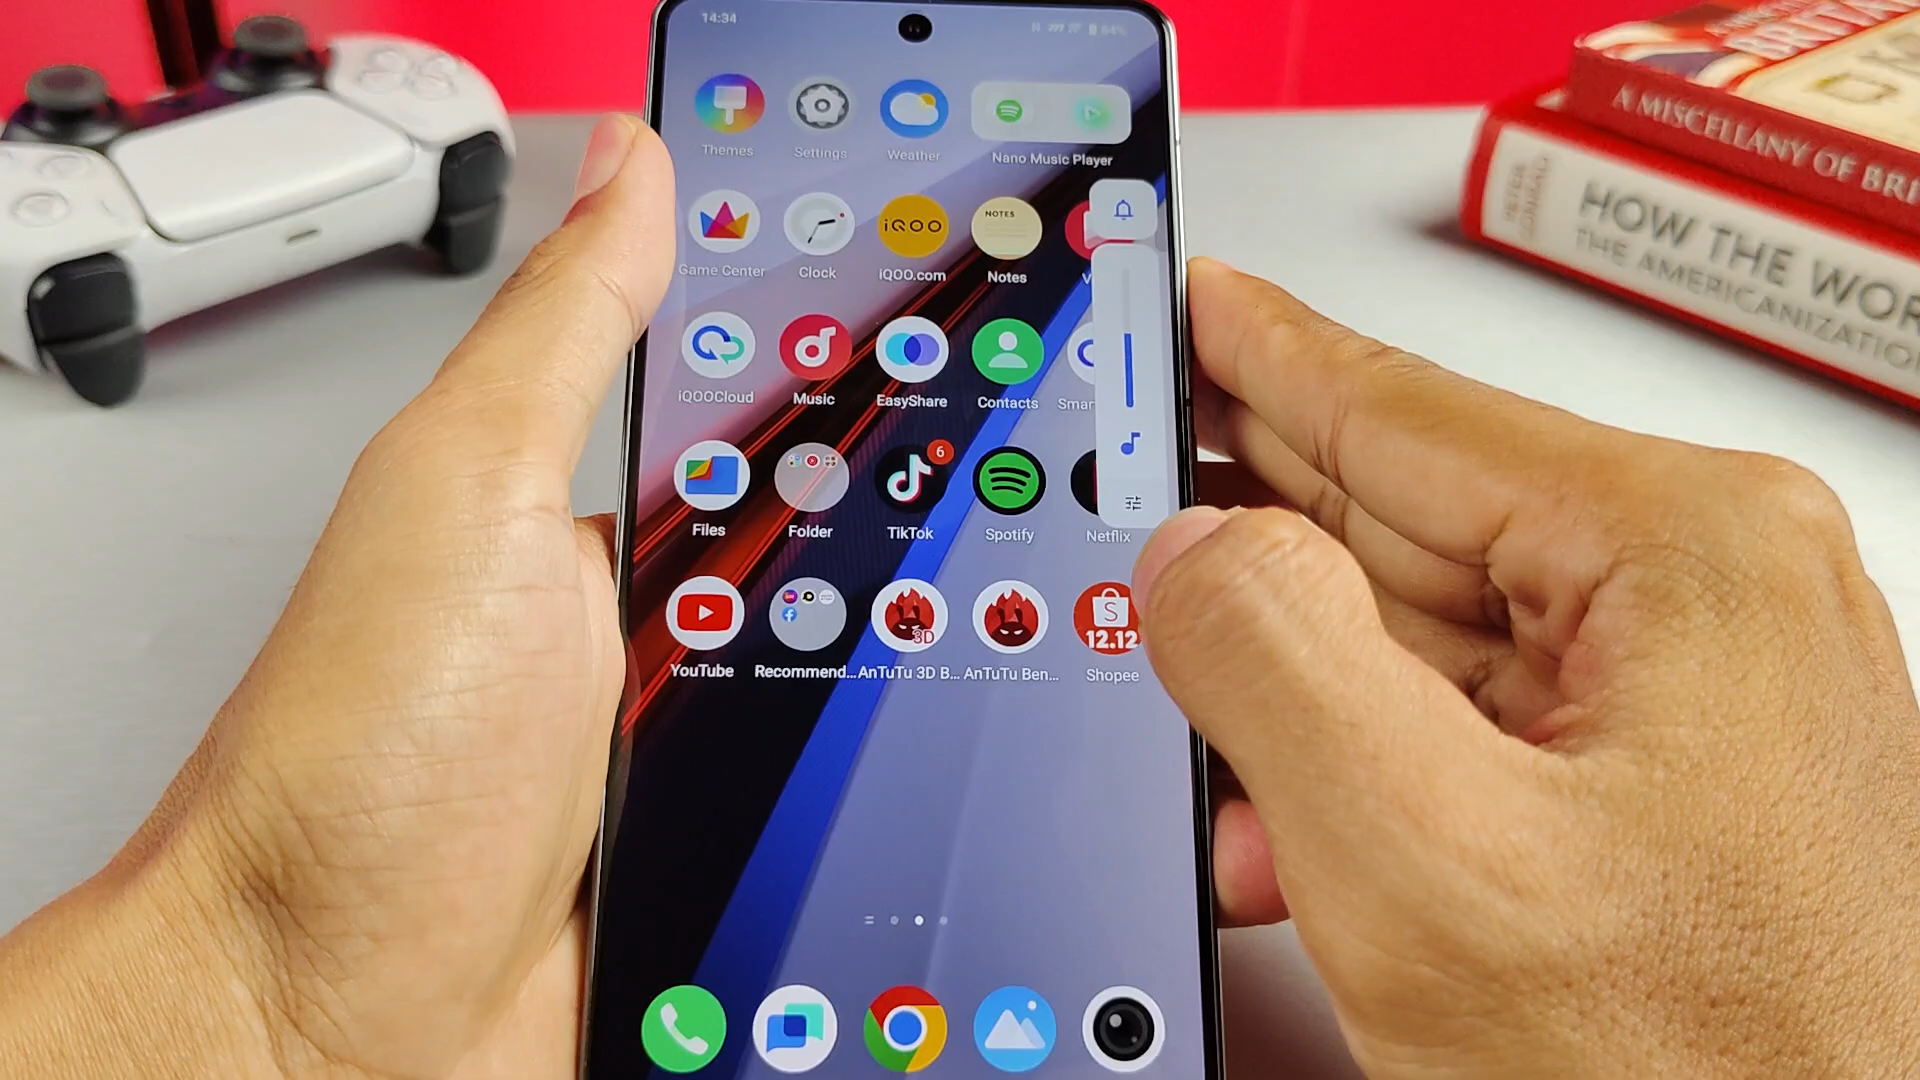 14:34
64%
Themes
Settings
Weather
Nano Music Player
iQOO
NOTES
Game Center
Clock
iQOO.com
Notes
V
iQOOCloud
Music
EasyShare
Contacts
Smar
6
Files
Folder
TikTok
Spotify
Netflix
3D
S
12.12
YouTube
Recommend...
AnTuTu 3D B...
AnTuTu Ben...
Shopee
A MISCELLANY OF BRI
HOW THE WOR
THE AMERICANIZATIO